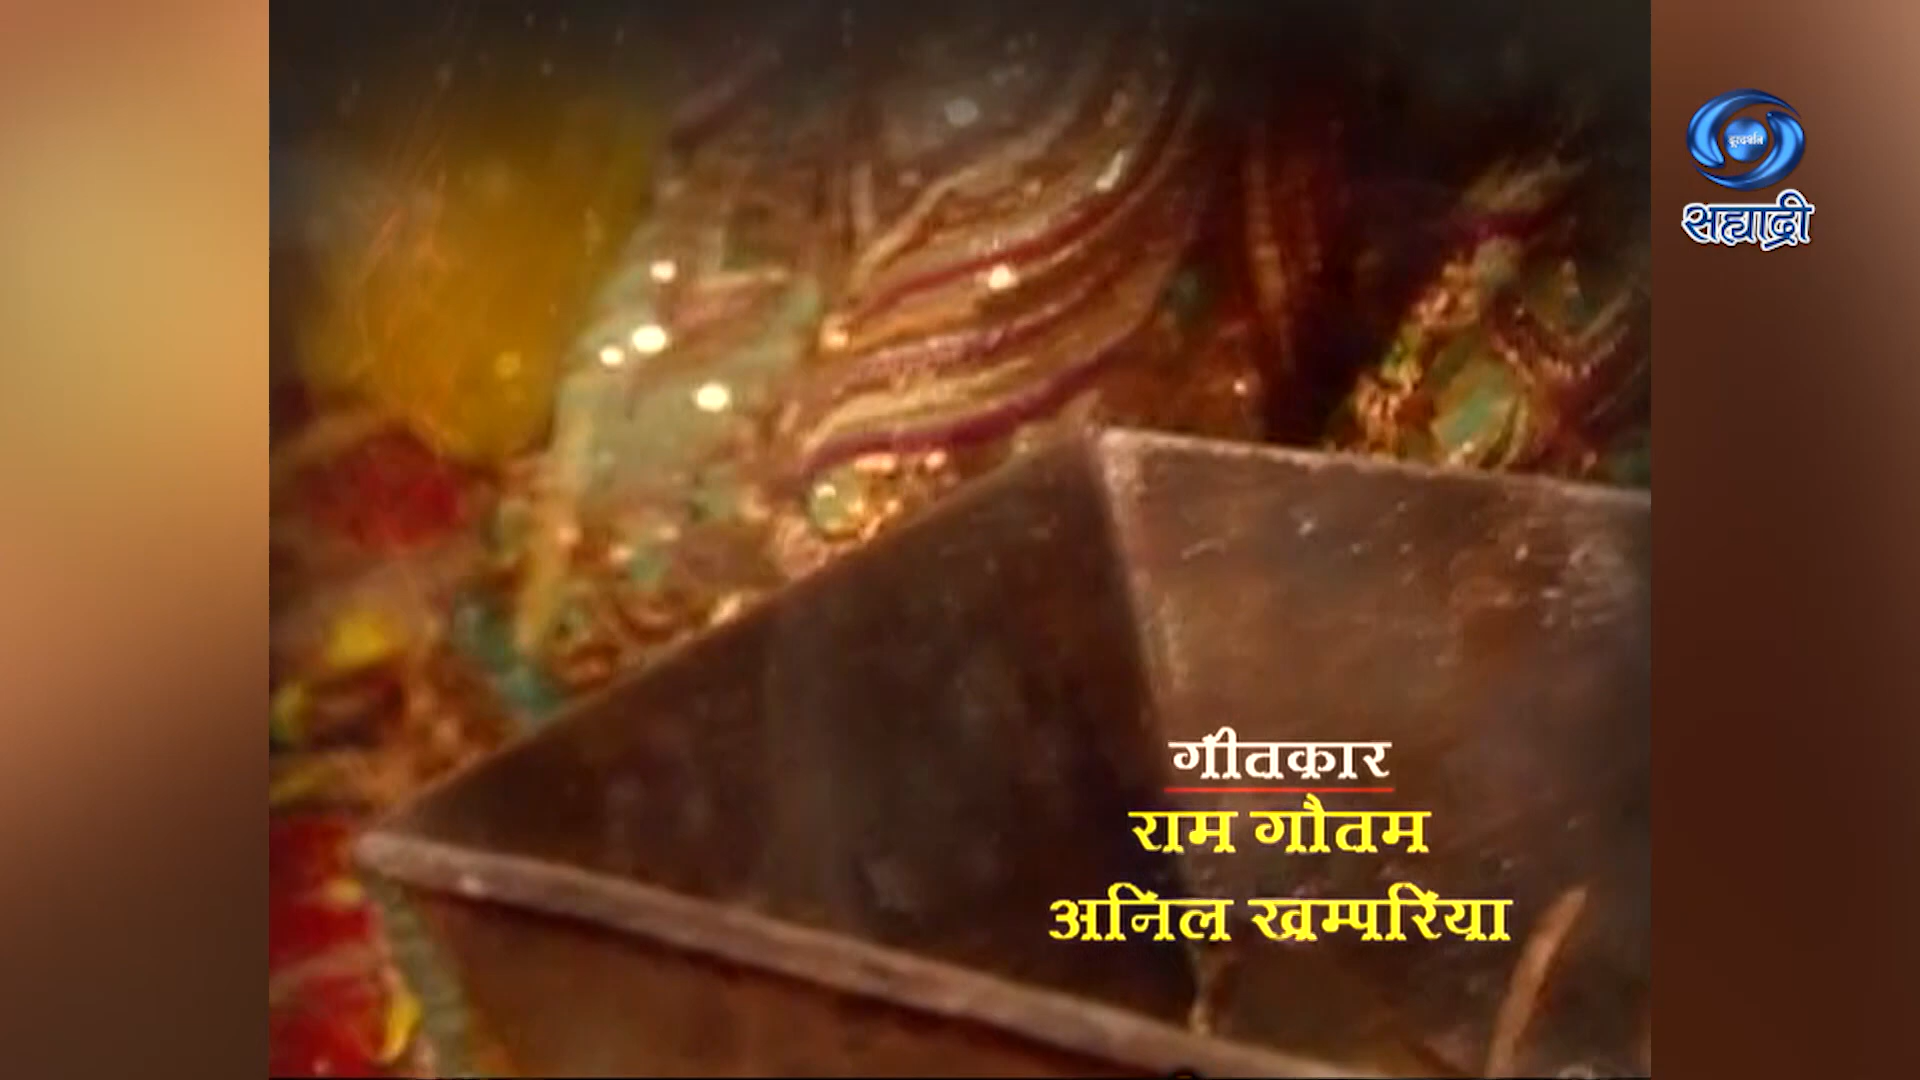 दूरदर्शन
सह्याद्री
गीतकार
राम गौतम
अनिल खम्परिया